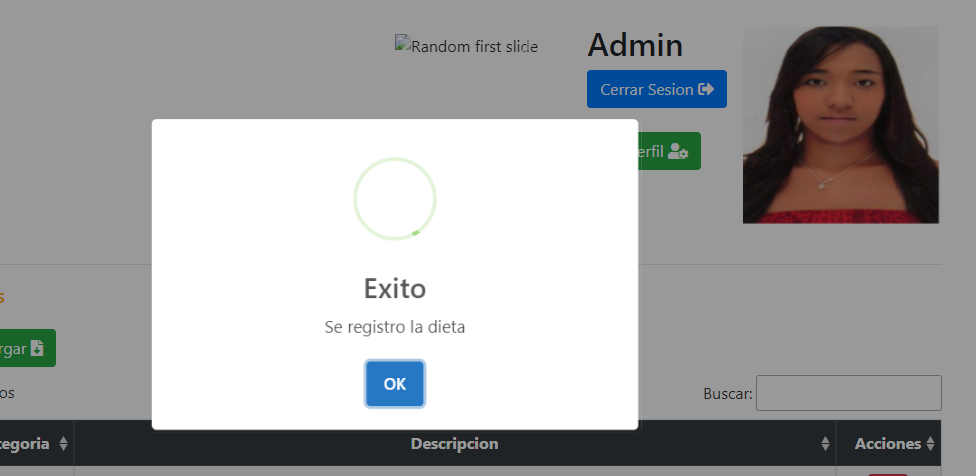 Random first slide
Admin
Cerrar Sesion
erfil
Exito
Se registro la dieta
OK
s
rgar
os
Buscar:
tegoria
Descripcion
Acciones